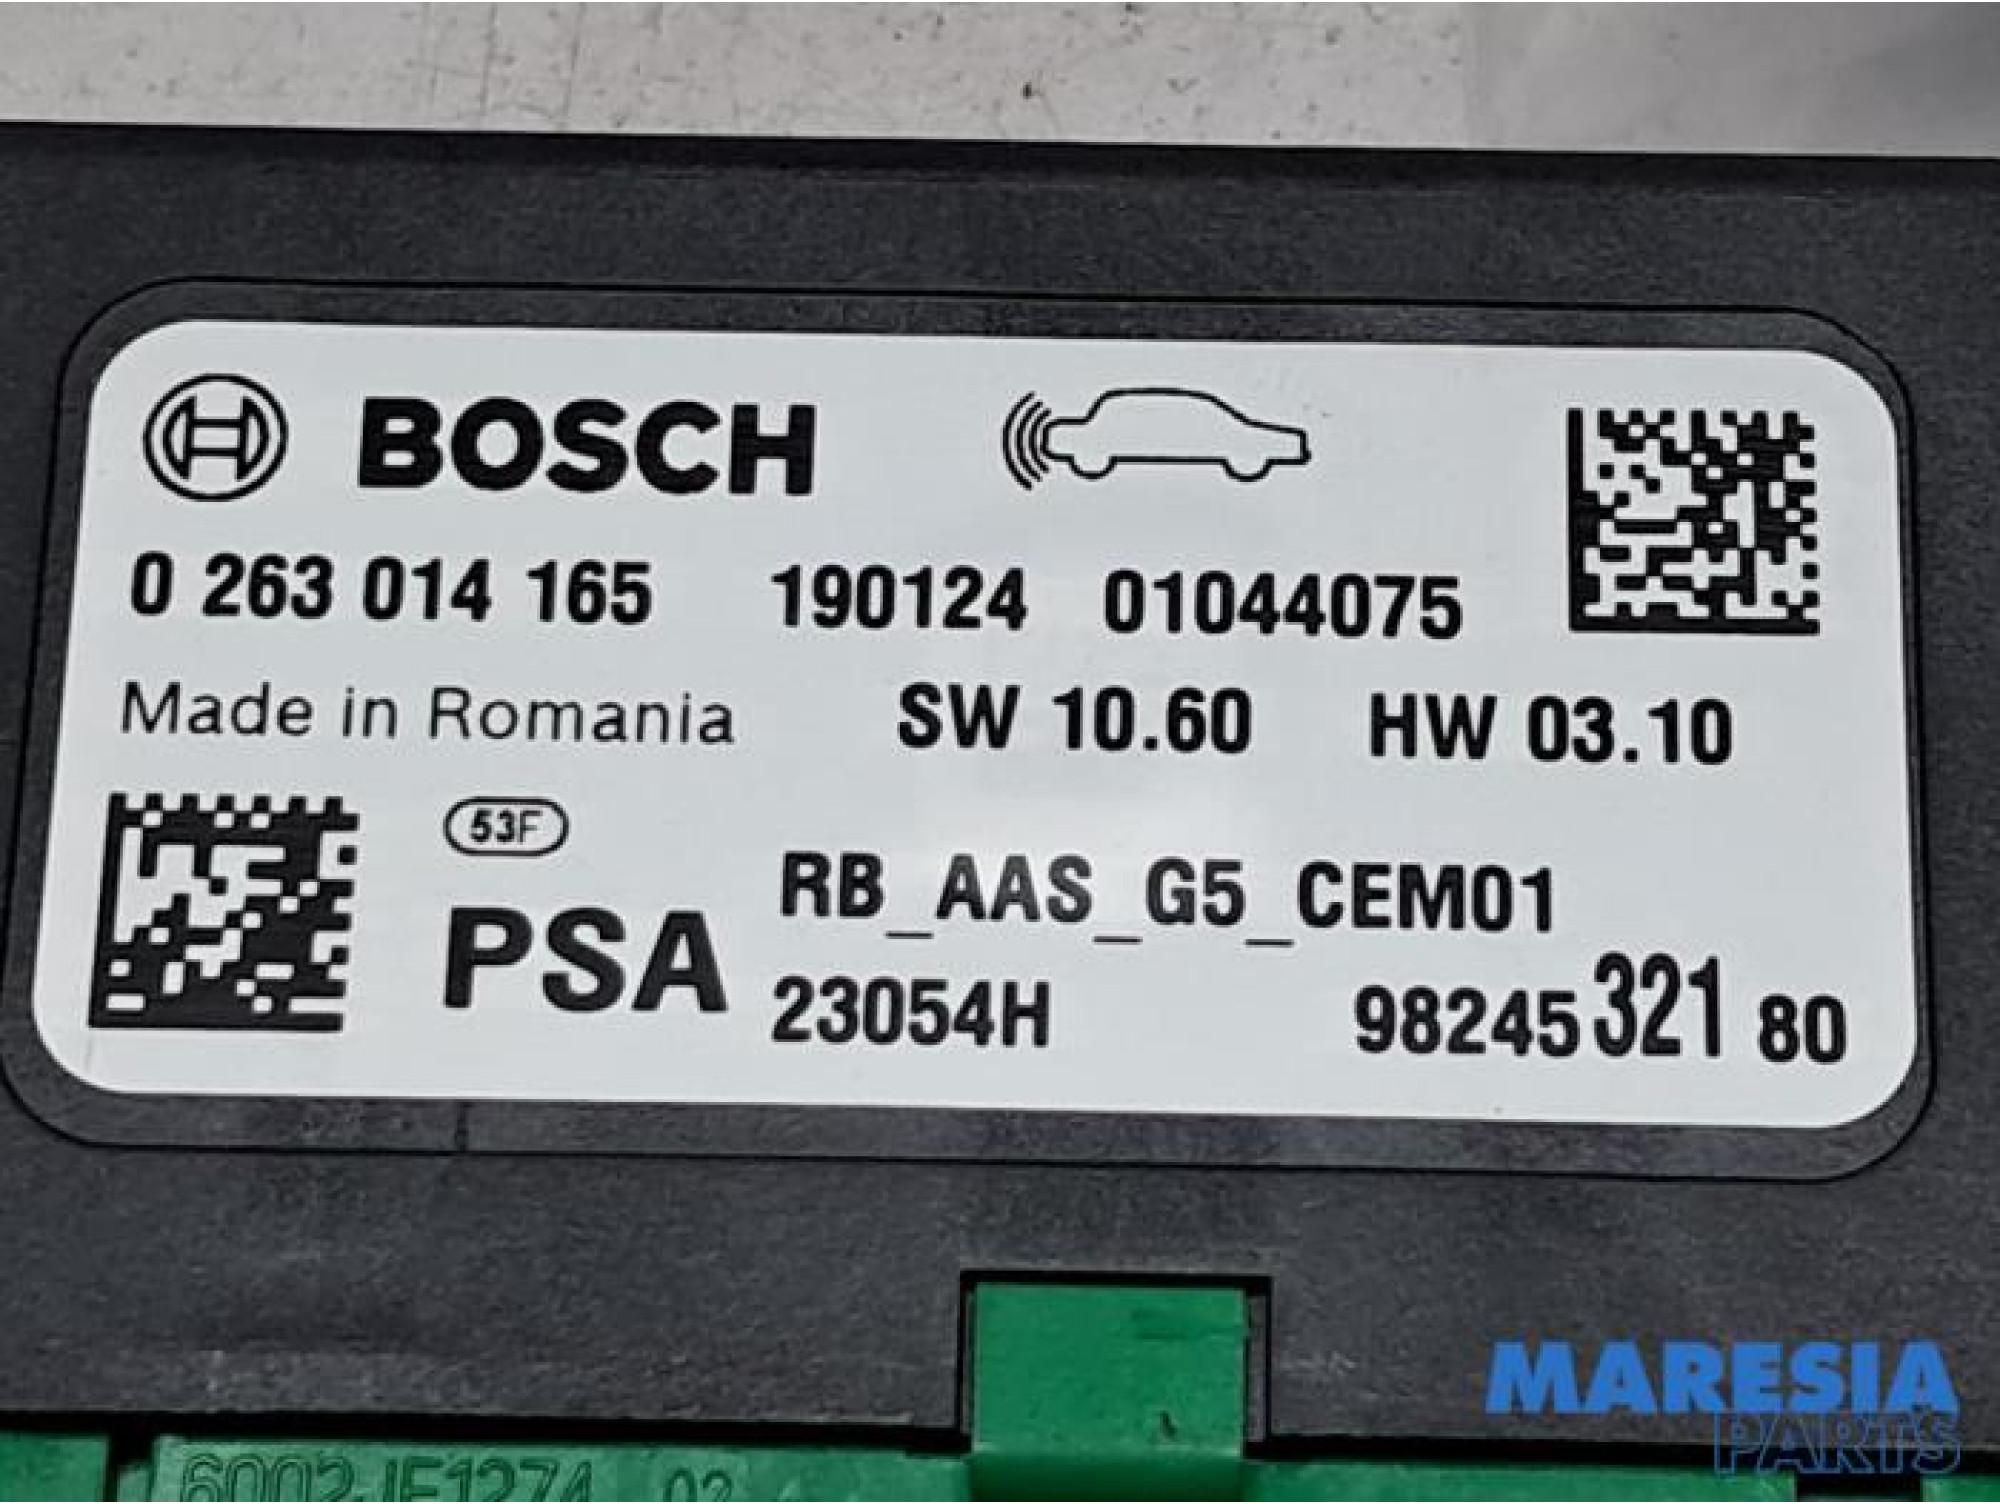 BOSCH
0 263 014 165 190124 01044075
Made in Romania SW 10.60 HW 03.10
53F
PSA RB_AAS_G5_CEM01
23054H 98245 321 80
MARESIA
PARTS